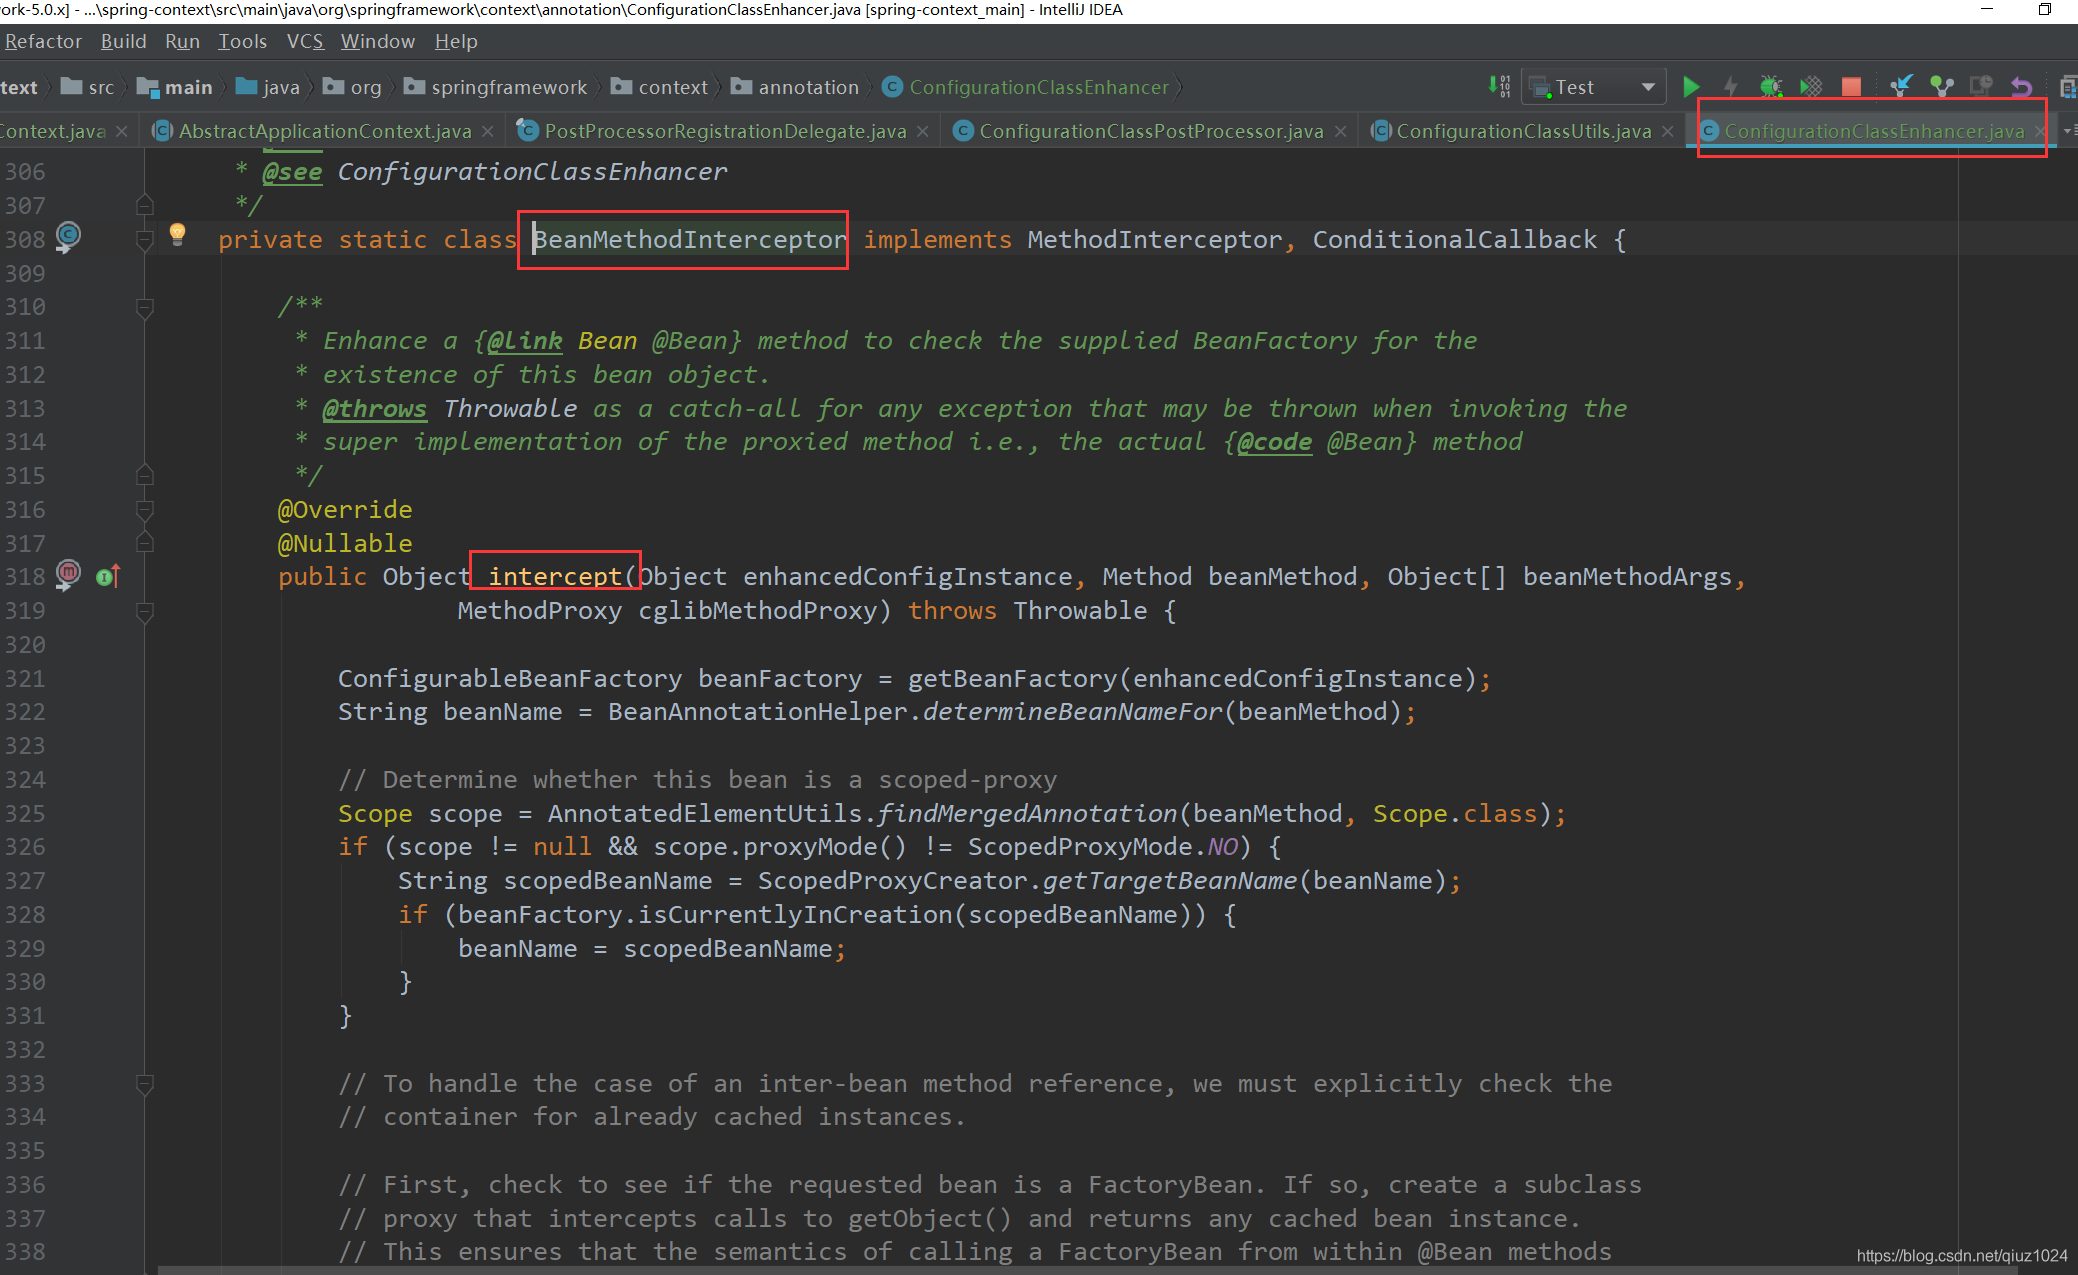 work-5.0.x] - ...\spring-context\src\main\java\org\springframework\context\annotation\ConfigurationClassEnhancer.java [spring-context_main] - IntelliJ IDEA
Refactor Build Run Tools VCS Window Help
text src main java org springframework context annotation ConfigurationClassEnhancer Test
Context.java AbstractApplicationContext.java PostProcessorRegistrationDelegate.java ConfigurationClassPostProcessor.java ConfigurationClassUtils.java ConfigurationClassEnhancer.java
306 * @see ConfigurationClassEnhancer
307 */
308 private static class BeanMethodInterceptor implements MethodInterceptor, ConditionalCallback {
309
310 /**
311 * Enhance a {@link Bean @Bean} method to check the supplied BeanFactory for the
312 * existence of this bean object.
313 * @throws Throwable as a catch-all for any exception that may be thrown when invoking the
314 * super implementation of the proxied method i.e., the actual {@code @Bean} method
315 */
316 @Override
317 @Nullable
318 public Object intercept(Object enhancedConfigInstance, Method beanMethod, Object[] beanMethodArgs,
319 MethodProxy cglibMethodProxy) throws Throwable {
320
321 ConfigurableBeanFactory beanFactory = getBeanFactory(enhancedConfigInstance);
322 String beanName = BeanAnnotationHelper.determineBeanNameFor(beanMethod);
323
324 // Determine whether this bean is a scoped-proxy
325 Scope scope = AnnotatedElementUtils.findMergedAnnotation(beanMethod, Scope.class);
326 if (scope != null && scope.proxyMode() != ScopedProxyMode.NO) {
327 String scopedBeanName = ScopedProxyCreator.getTargetBeanName(beanName);
328 if (beanFactory.isCurrentlyInCreation(scopedBeanName)) {
329 beanName = scopedBeanName;
330 }
331 }
332
333 // To handle the case of an inter-bean method reference, we must explicitly check the
334 // container for already cached instances.
335
336 // First, check to see if the requested bean is a FactoryBean. If so, create a subclass
337 // proxy that intercepts calls to getObject() and returns any cached bean instance.
338 // This ensures that the semantics of calling a FactoryBean from within @Bean methods
https://blog.csdn.net/qiuz1024